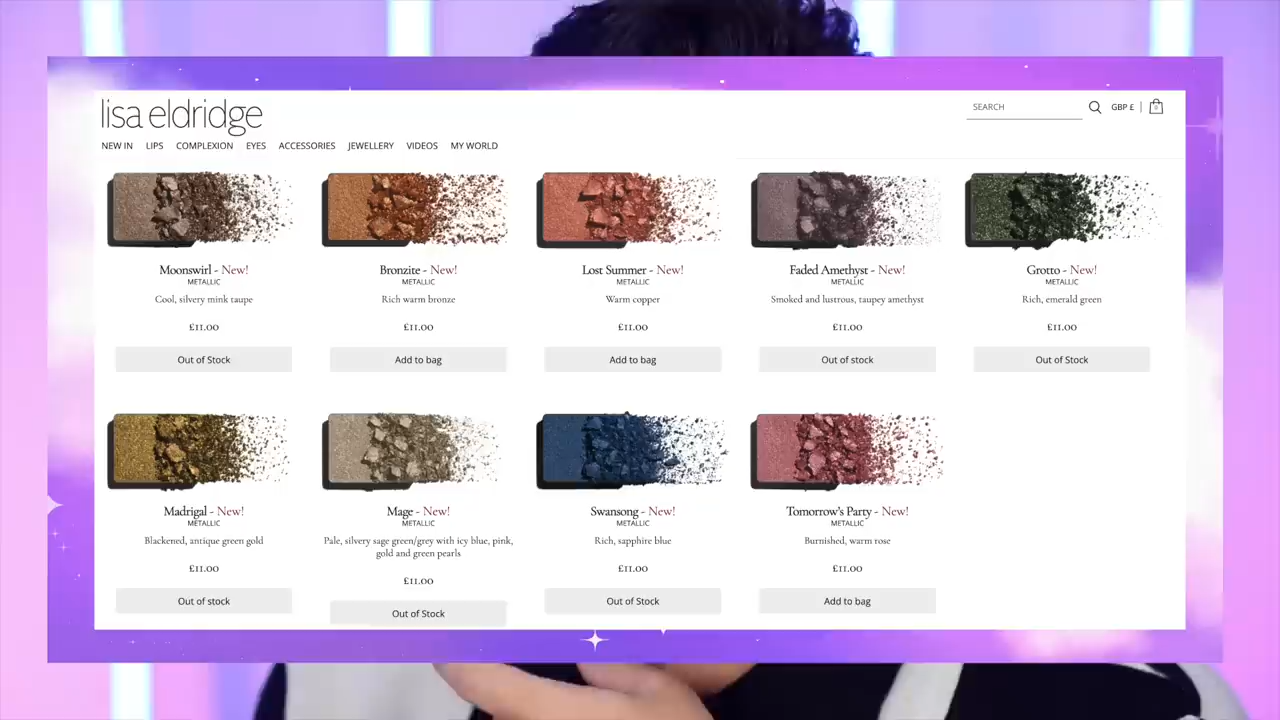 lisa eldridge
SEARCH
GBP £
0
NEW IN LIPS COMPLEXION EYES ACCESSORIES JEWELLERY VIDEOS MY WORLD
Moonswirl - New!
METALLIC
Cool, silvery mink taupe
£11.00
Out of Stock
Bronzite - New!
METALLIC
Rich warm bronze
£11.00
Add to bag
Lost Summer - New!
METALLIC
Warm copper
£11.00
Add to bag
Faded Amethyst - New!
METALLIC
Smoked and lustrous, taupey amethyst
£11.00
Out of stock
Grotto - New!
METALLIC
Rich, emerald green
£11.00
Out of Stock
Madrigal - New!
METALLIC
Blackened, antique green gold
£11.00
Out of stock
Mage - New!
METALLIC
Pale, silvery sage green/grey with icy blue, pink,
gold and green pearls
£11.00
Out of Stock
Swansong - New!
METALLIC
Rich, sapphire blue
£11.00
Out of Stock
Tomorrow's Party - New!
METALLIC
Burnished, warm rose
£11.00
Add to bag